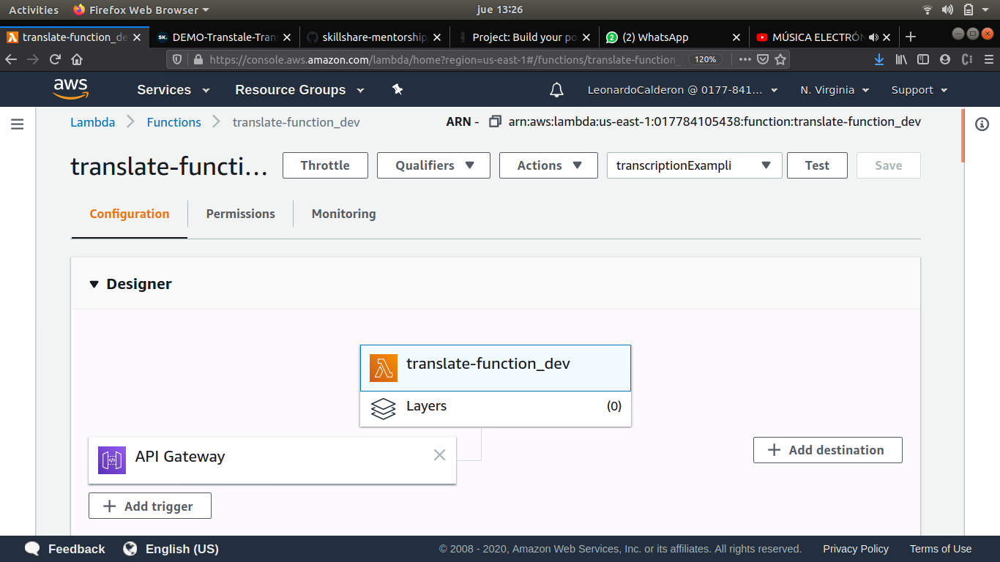 Activities Firefox Web Browser jue 13:26
translate-function_de DEMO-Transtale-Tran skillshare-mentorship Project: Build your po (2) WhatsApp MÚSICA ELECTRÓN
https://console.aws.amazon.com/lambda/home?region=us-east-1#/functions/translate-function_ 120%
aws Services Resource Groups LeonardoCalderon @ 0177-841... N. Virginia Support
Lambda Functions translate-function_dev ARN - arn:aws:lambda:us-east-1:017784105438:function:translate-function_dev
translate-functi... Throttle Qualifiers Actions transcriptionExampli Test Save
Configuration Permissions Monitoring
Designer
translate-function_dev
Layers (0)
API Gateway
Add destination
Add trigger
Feedback English (US) © 2008 - 2020, Amazon Web Services, Inc. or its affiliates. All rights reserved. Privacy Policy Terms of Use